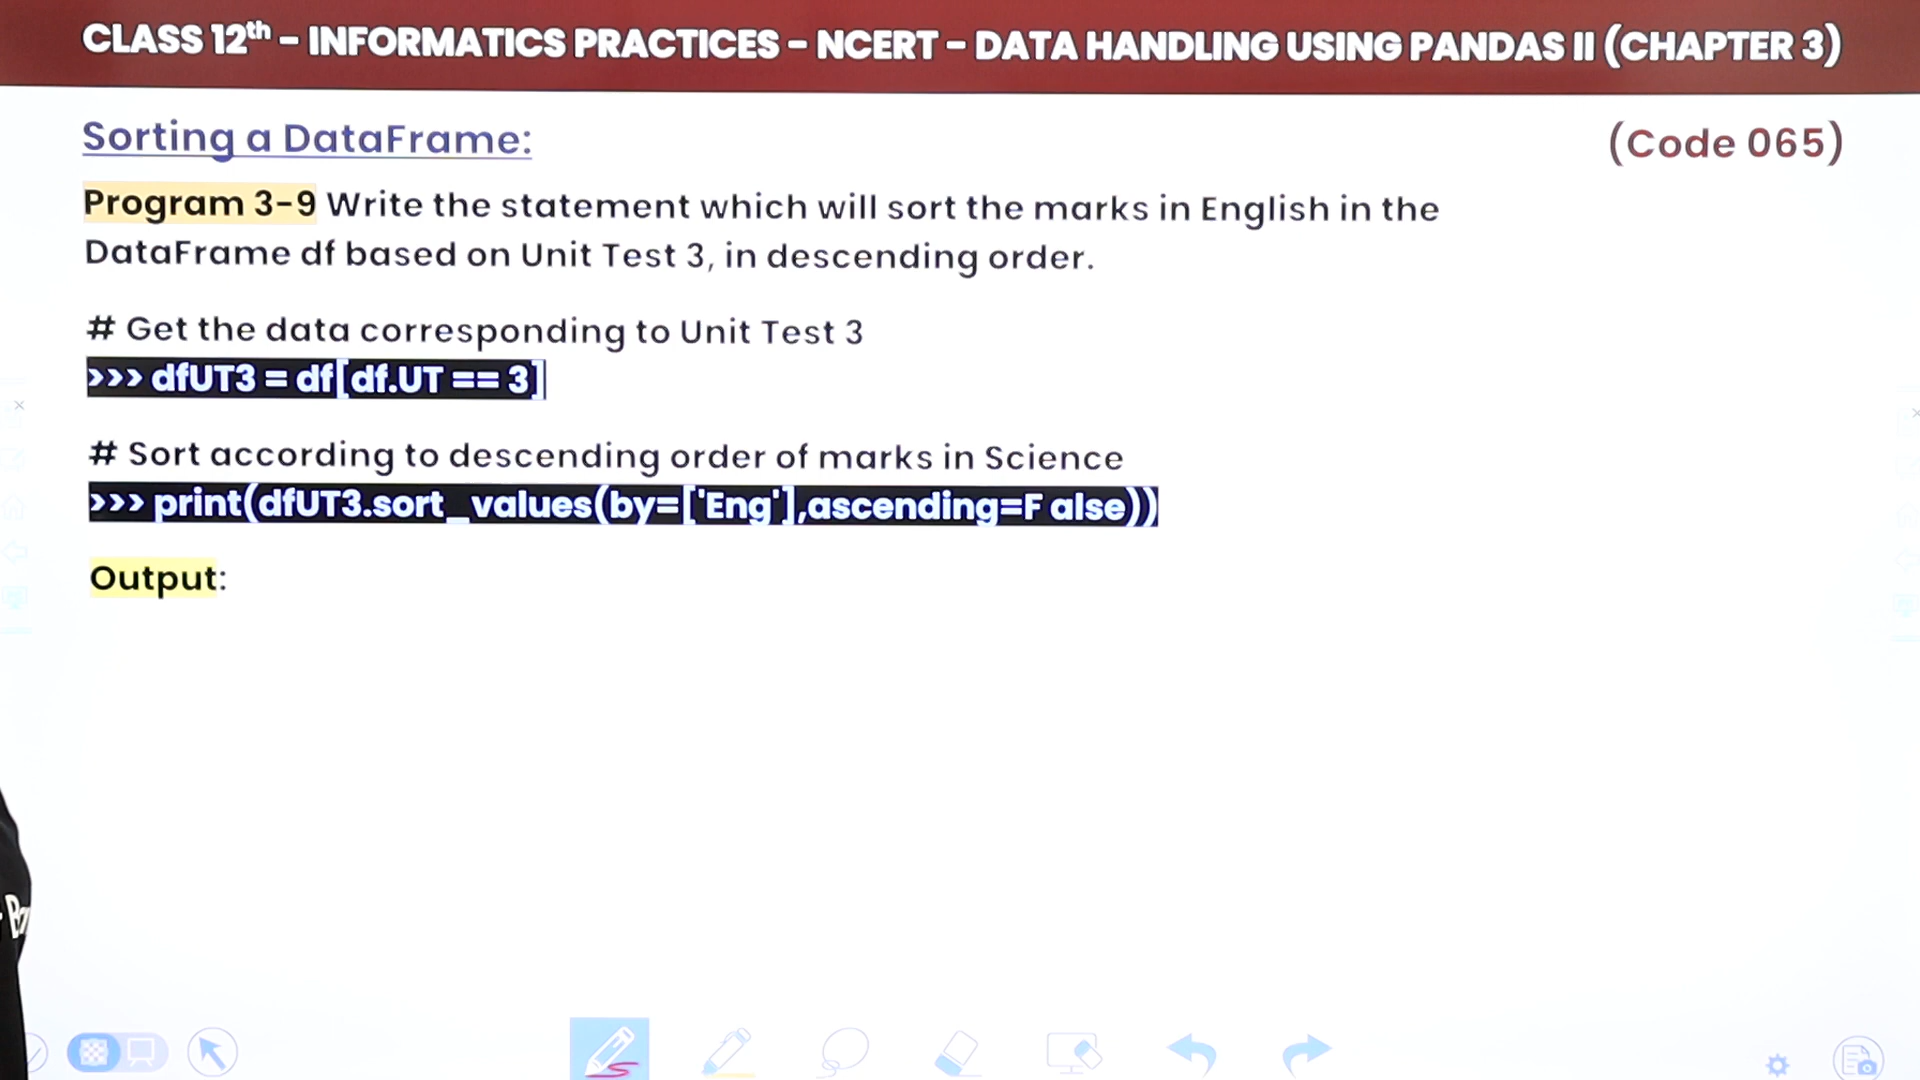 CLASS 12th – INFORMATICS PRACTICES – NCERT – DATA HANDLING USING PANDAS II (CHAPTER 3)
Sorting a DataFrame:
(Code 065)
Program 3-9 Write the statement which will sort the marks in English in the
DataFrame df based on Unit Test 3, in descending order.
# Get the data corresponding to Unit Test 3
>>> dfUT3 = df[df.UT == 3]
# Sort according to descending order of marks in Science
>>> print(dfUT3.sort_values(by=['Eng'],ascending=F alse))
Output: